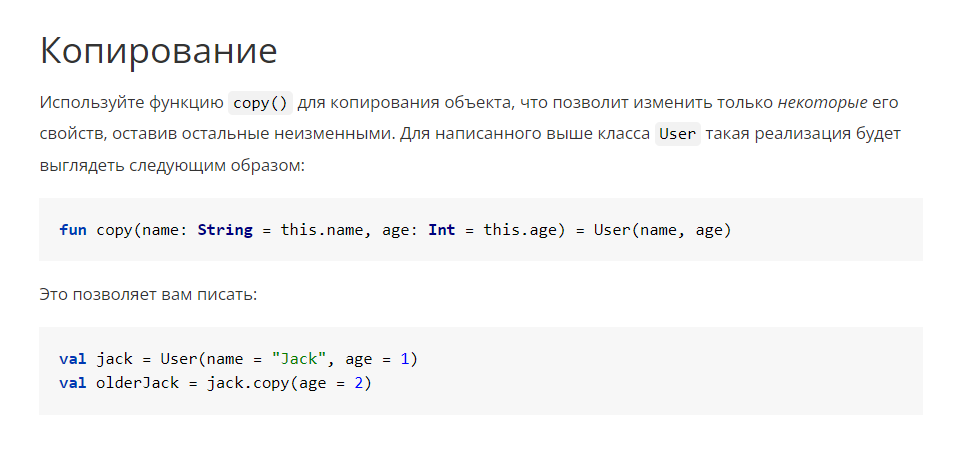 Копирование
Используйте функцию copy() для копирования объекта, что позволит изменить только некоторые его
свойств, оставив остальные неизменными. Для написанного выше класса User такая реализация будет
выглядеть следующим образом:
fun copy(name: String = this.name, age: Int = this.age) = User(name, age)
Это позволяет вам писать:
val jack = User(name = "Jack", age = 1)
val olderJack = jack.copy(age = 2)